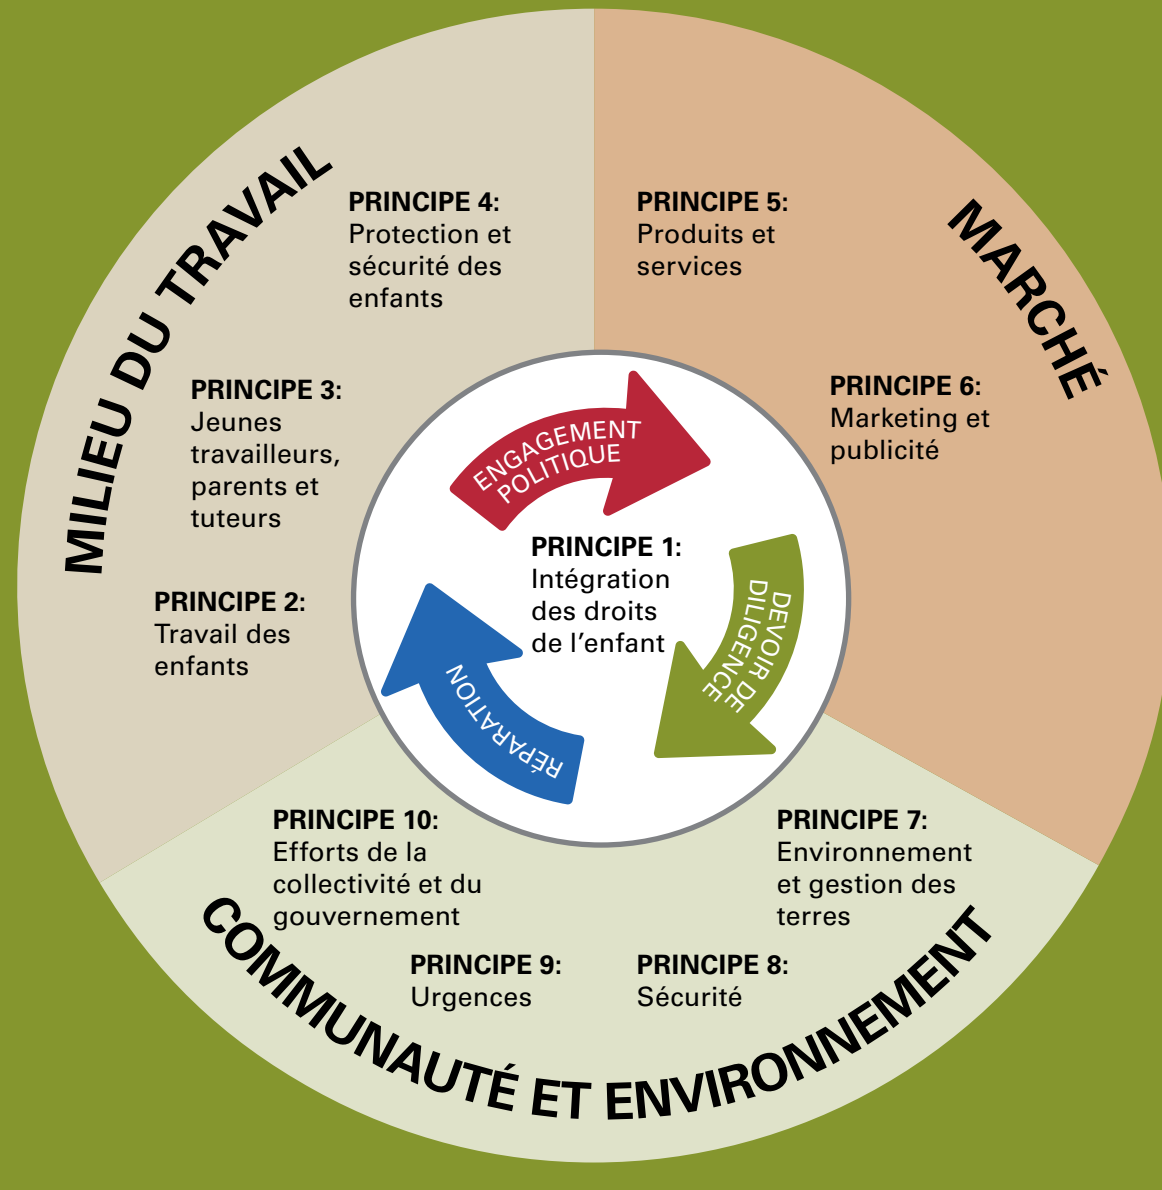 MILIEU DU TRAVAIL
PRINCIPE 4:
Protection et
sécurité des
enfants
PRINCIPE 3:
Jeunes
travailleurs,
parents et
tuteurs
PRINCIPE 2:
Travail des
enfants
MARCHÉ
PRINCIPE 5:
Produits et
services
PRINCIPE 6:
Marketing et
publicité
ENGAGEMENT
POLITIQUE
PRINCIPE 1:
Intégration
des droits
de l’enfant
DEVOIR DE
DILIGENCE
RÉPARATION
PRINCIPE 10:
Efforts de la
collectivité et du
gouvernement
PRINCIPE 7:
Environnement
et gestion des
terres
PRINCIPE 9:
Urgences
PRINCIPE 8:
Sécurité
COMMUNAUTÉ ET ENVIRONNEMENT